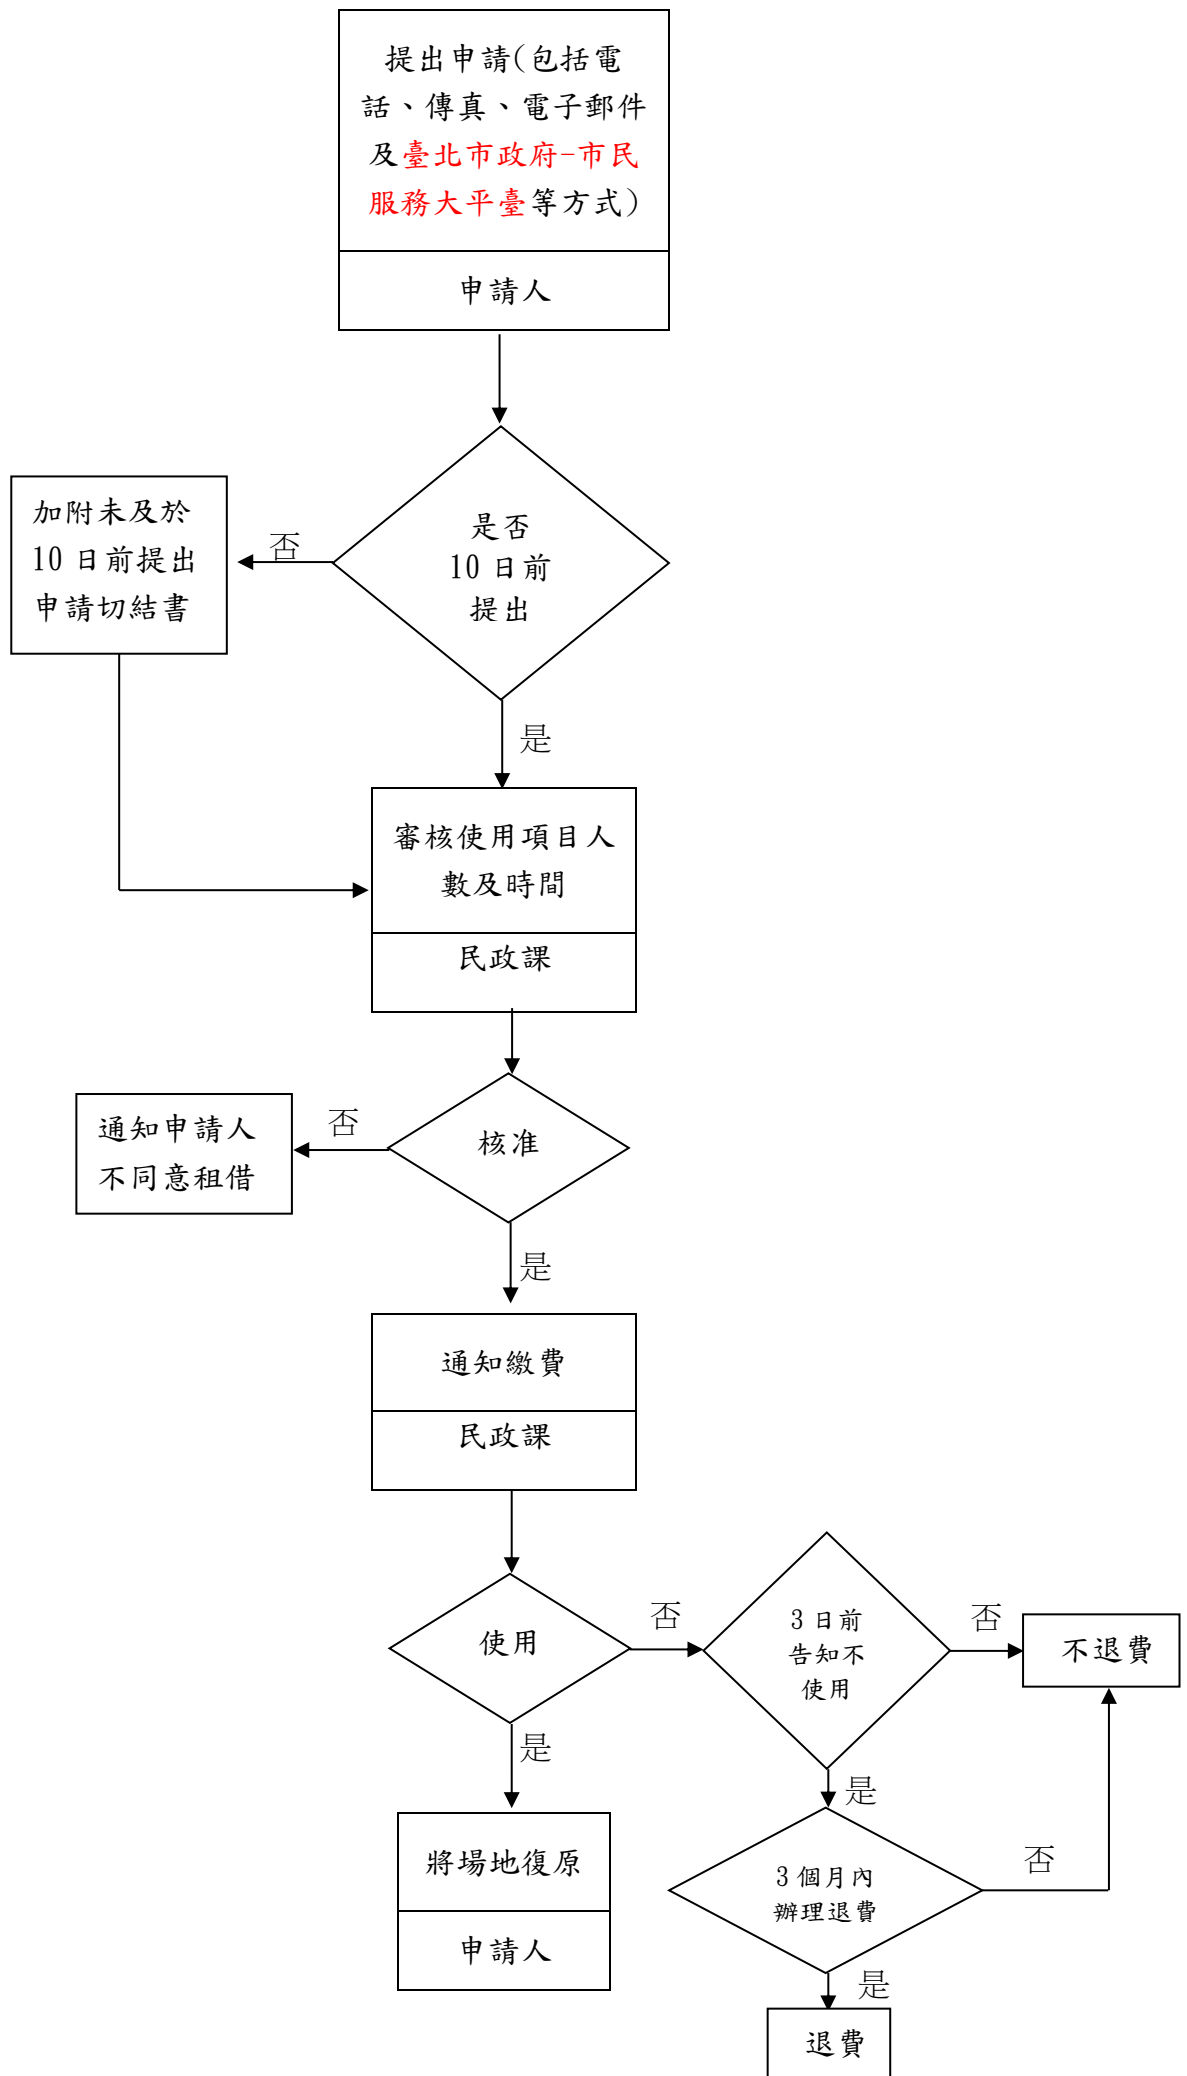 提出申請(包括電
話、傳真、電子郵件
及臺北市政府-市民
服務大平臺等方式)
申請人
是否
10日前
提出
否
加附未及於
10日前提出
申請切結書
是
審核使用項目人
數及時間
民政課
核准
否
通知申請人
不同意租借
是
通知繳費
民政課
使用
否
3日前
告知不
使用
否
不退費
是
將場地復原
申請人
是
3個月內
辦理退費
否
是
退費